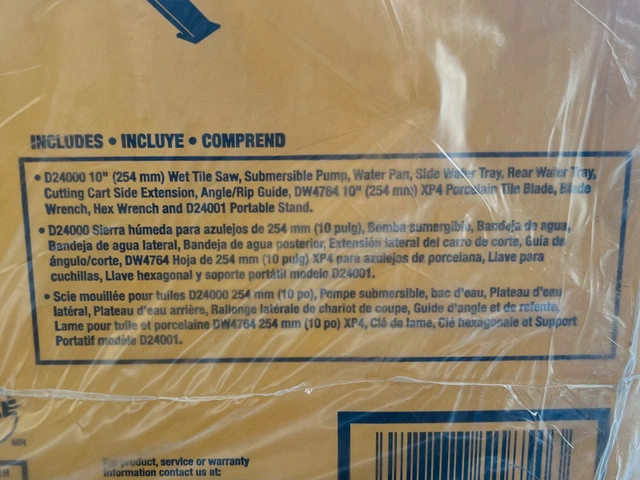 INCLUDES • INCLUYE • COMPREND
• D24000 10" (254 mm) Wet Tile Saw, Submersible Pump, Water Pan, Side Water Tray, Rear Water Tray,
Cutting Cart Side Extension, Angle/Rip Guide, DW4764 10" (254 mm) XP4 Porcelain Tile Blade, Blade
Wrench, Hex Wrench and D24001 Portable Stand.
• D24000 Sierra húmeda para azulejos de 254 mm (10 pulg), Bomba sumergible, Bandeja de agua,
Bandeja de agua lateral, Bandeja de agua posterior, Extensión lateral del carro de corte, Guía de
ángulo/corte, DW4764 Hoja de 254 mm (10 pulg) XP4 para azulejos de porcelana, Llave para
cuchillas, Llave hexagonal y soporte portátil modelo D24001.
• Scie mouillée pour tuiles D24000 254 mm (10 po), Pompe submersible, bac d'eau, Plateau d'eau
latéral, Plateau d'eau arrière, Rallonge latérale de chariot de coupe, Guide d'angle et de refente,
Lame pour tuile et porcelaine DW4764 254 mm (10 po) XP4, Clé de lame, Clé hexagonale et Support
Portatif modèle D24001.
MR
For product, service or warranty
information contact us at: